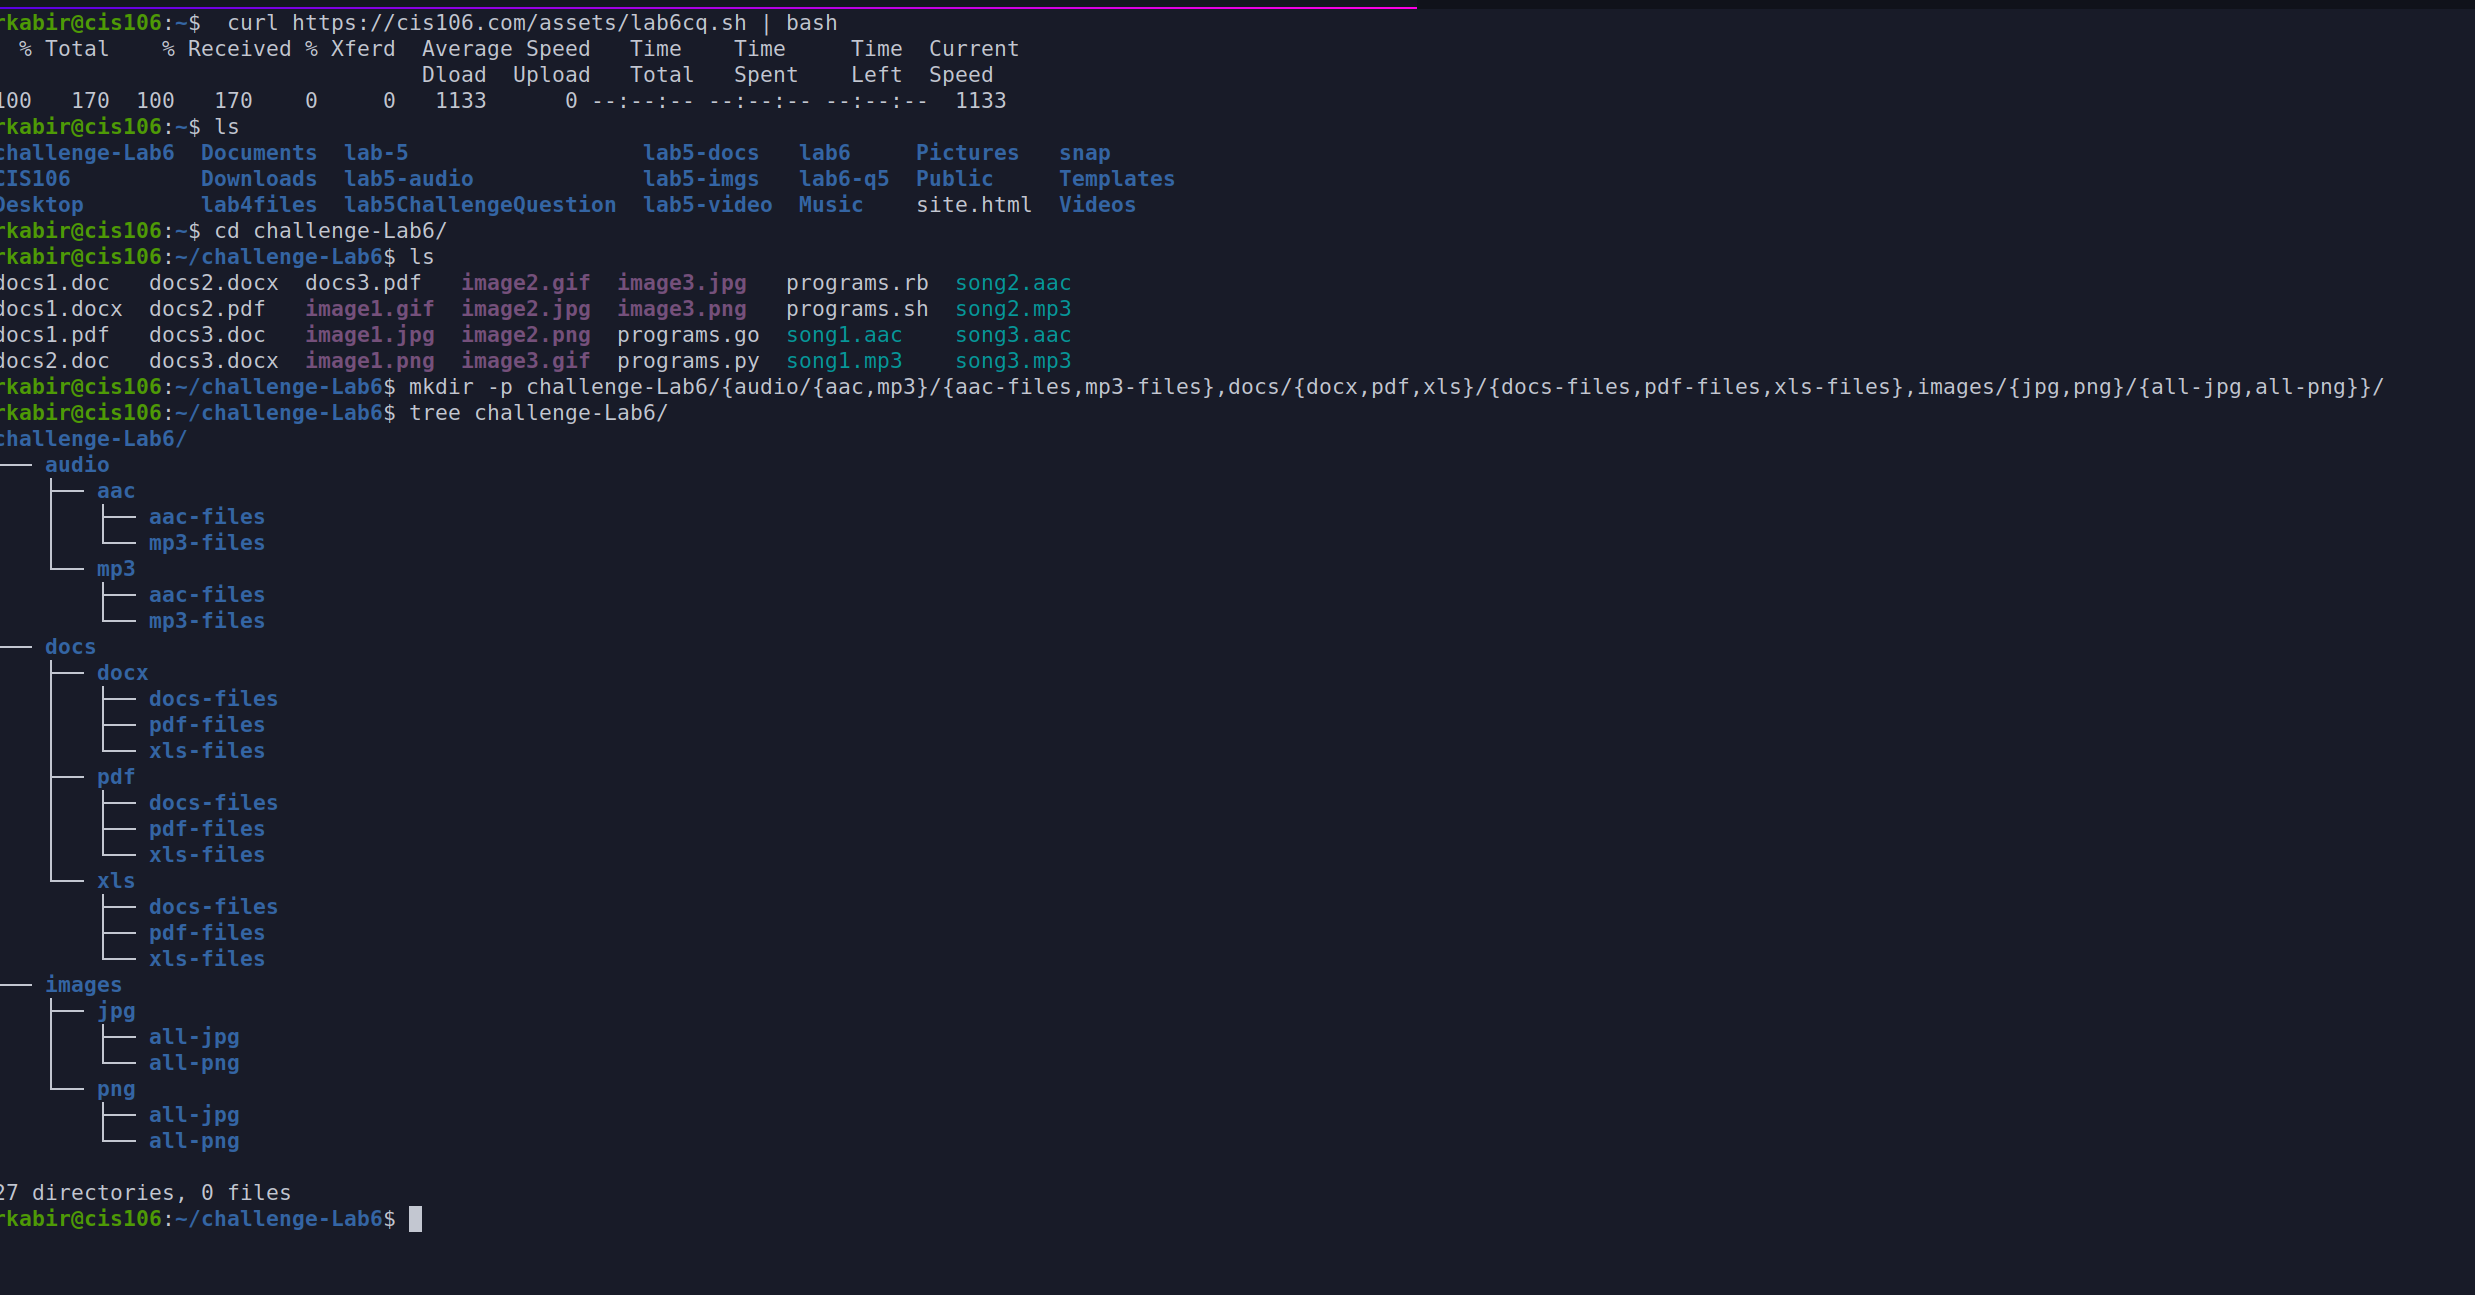 rkabir@cis106:~$  curl https://cis106.com/assets/lab6cq.sh | bash
  % Total    % Received % Xferd  Average Speed   Time    Time     Time  Current
                                 Dload  Upload   Total   Spent    Left  Speed
100   170  100   170    0     0   1133      0 --:--:-- --:--:-- --:--:--  1133
rkabir@cis106:~$ ls
challenge-Lab6  Documents  lab-5                 lab5-docs   lab6     Pictures   snap
CIS106          Downloads  lab5-audio            lab5-imgs   lab6-q5  Public     Templates
Desktop         lab4files  lab5ChallengeQuestion  lab5-video  Music    site.html  Videos
rkabir@cis106:~$ cd challenge-Lab6/
rkabir@cis106:~/challenge-Lab6$ ls
docs1.doc   docs2.docx  docs3.pdf   image2.gif  image3.jpg   programs.rb  song2.aac
docs1.docx  docs2.pdf   image1.gif  image2.jpg  image3.png   programs.sh  song2.mp3
docs1.pdf   docs3.doc   image1.jpg  image2.png  programs.go  song1.aac    song3.aac
docs2.doc   docs3.docx  image1.png  image3.gif  programs.py  song1.mp3    song3.mp3
rkabir@cis106:~/challenge-Lab6$ mkdir -p challenge-Lab6/{audio/{aac,mp3}/{aac-files,mp3-files},docs/{docx,pdf,xls}/{docs-files,pdf-files,xls-files},images/{jpg,png}/{all-jpg,all-png}}/
rkabir@cis106:~/challenge-Lab6$ tree challenge-Lab6/
challenge-Lab6/
── audio
    ├── aac
    │   ├── aac-files
    │   └── mp3-files
    └── mp3
        ├── aac-files
        └── mp3-files
── docs
    ├── docx
    │   ├── docs-files
    │   ├── pdf-files
    │   └── xls-files
    ├── pdf
    │   ├── docs-files
    │   ├── pdf-files
    │   └── xls-files
    └── xls
        ├── docs-files
        ├── pdf-files
        └── xls-files
── images
    ├── jpg
    │   ├── all-jpg
    │   └── all-png
    └── png
        ├── all-jpg
        └── all-png
27 directories, 0 files
rkabir@cis106:~/challenge-Lab6$